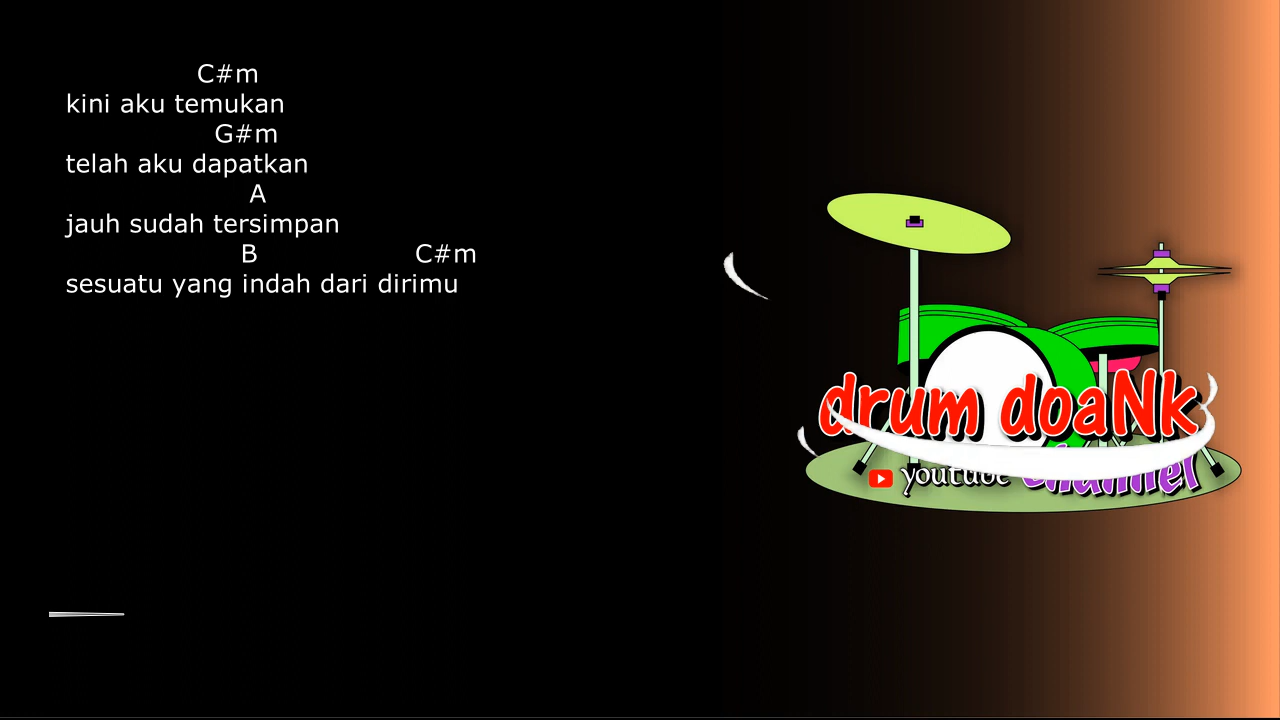 C#m
kini aku temukan
G#m
telah aku dapatkan
A
jauh sudah tersimpan
B C#m
sesuatu yang indah dari dirimu
drum doaNk
youtube channel